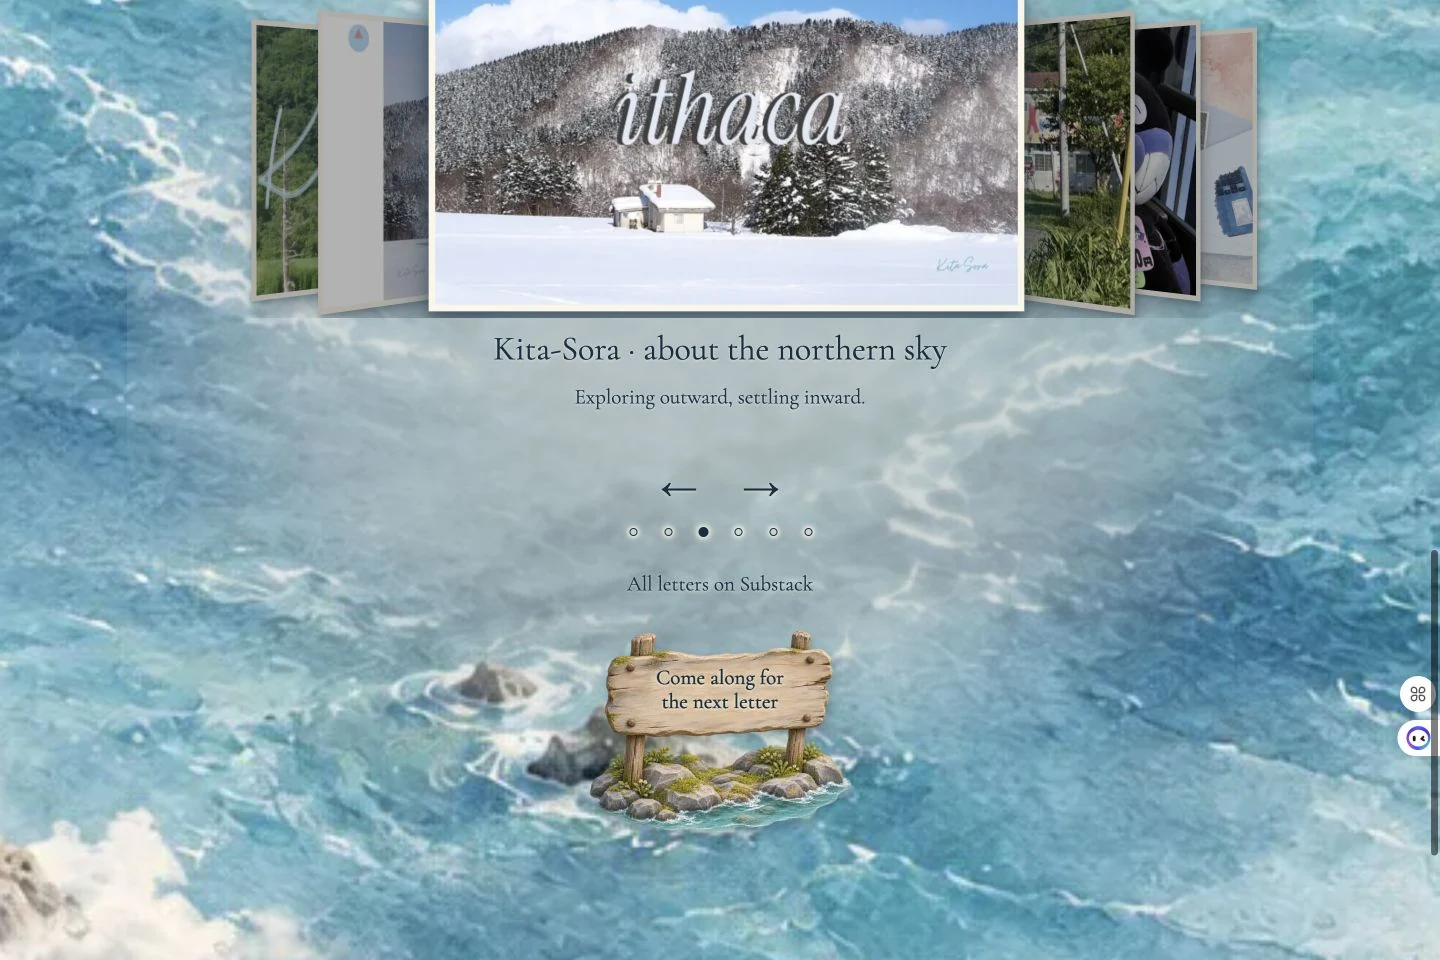 ithaca
Kita-Sora
Kita-Sora · about the northern sky
Exploring outward, settling inward.
← →
All letters on Substack
Come along for
the next letter